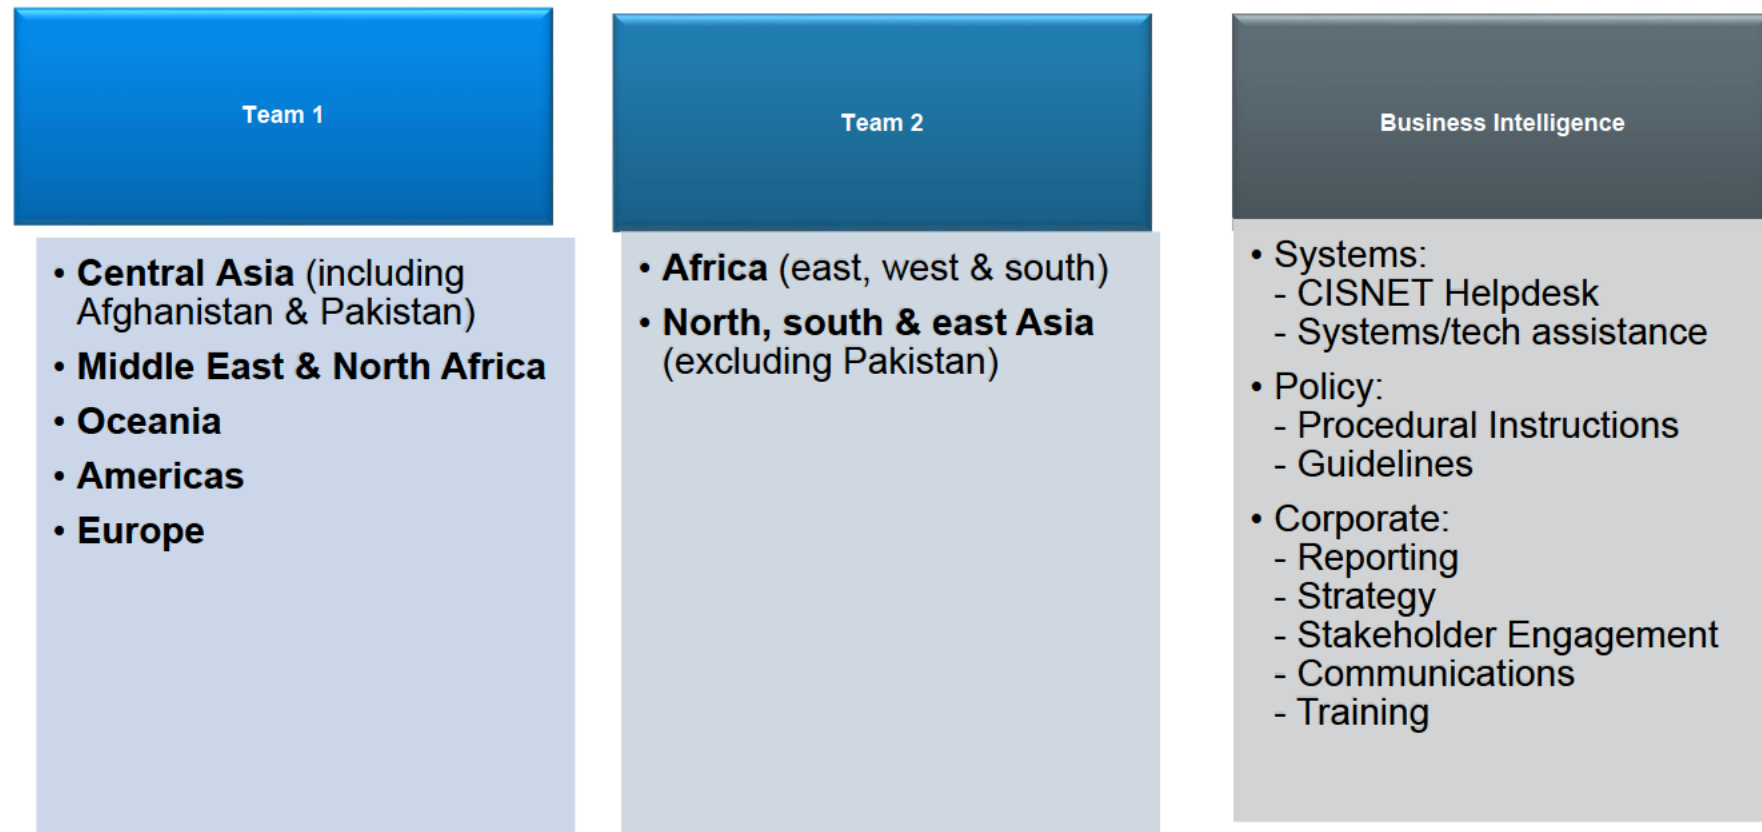 Team 1
• Central Asia (including
Afghanistan & Pakistan)
• Middle East & North Africa
• Oceania
• Americas
• Europe
Team 2
• Africa (east, west & south)
• North, south & east Asia
(excluding Pakistan)
Business Intelligence
• Systems:
- CISNET Helpdesk
- Systems/tech assistance
• Policy:
- Procedural Instructions
- Guidelines
• Corporate:
- Reporting
- Strategy
- Stakeholder Engagement
- Communications
- Training